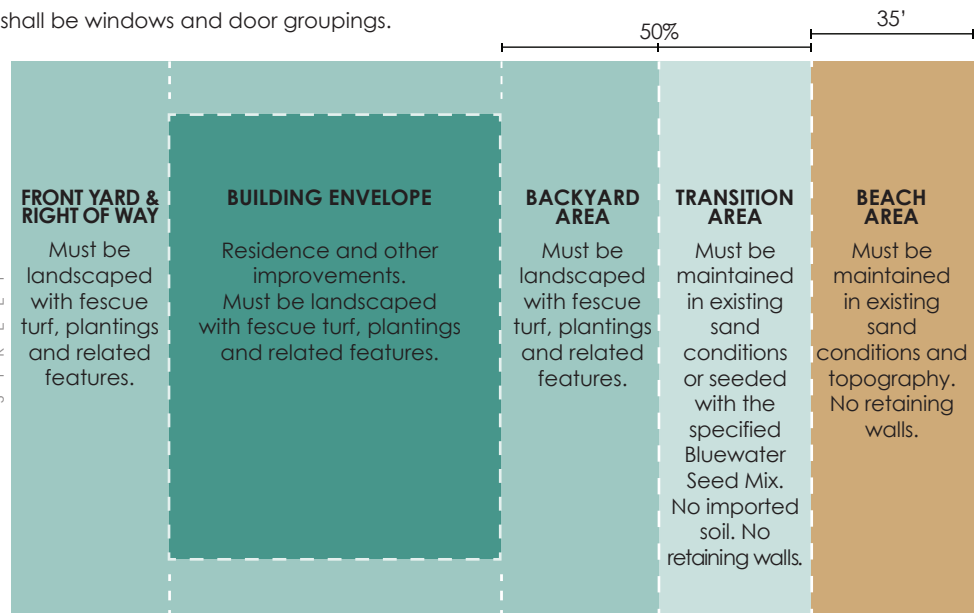 shall be windows and door groupings.
50%
35’
STREET
FRONT YARD &
RIGHT OF WAY
Must be
landscaped
with fescue
turf, plantings
and related
features.
BUILDING ENVELOPE
Residence and other
improvements.
Must be landscaped
with fescue turf, plantings
and related features.
BACKYARD
AREA
Must be
landscaped
with fescue
turf, plantings
and related
features.
TRANSITION
AREA
Must be
maintained
in existing
sand
conditions
or seeded
with the
specified
Bluewater
Seed Mix.
No imported
soil. No
retaining walls.
BEACH
AREA
Must be
maintained
in existing
sand
conditions and
topography.
No retaining
walls.